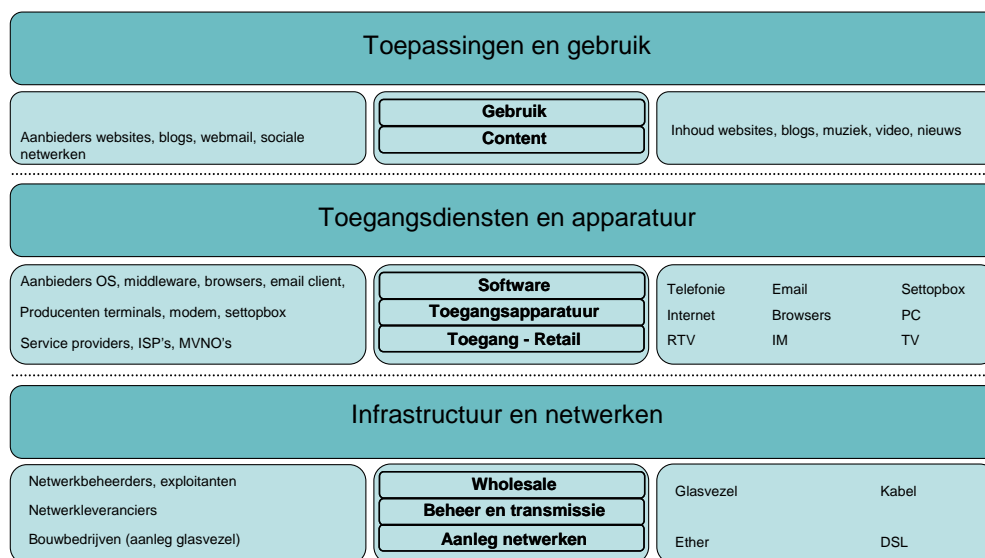 Toepassingen en gebruik
Aanbieders websites, blogs, webmail, sociale
netwerken
Gebruik
Content
Inhoud websites, blogs, muziek, video, nieuws
Toegangsdiensten en apparatuur
Aanbieders OS, middleware, browsers, email client,
Producenten terminals, modem, settopbox
Service providers, ISP's, MVNO's
Software
Toegangsapparatuur
Toegang - Retail
Telefonie Email Settopbox
Internet Browsers PC
RTV IM TV
Infrastructuur en netwerken
Netwerkbeheerders, exploitanten
Netwerkleveranciers
Bouwbedrijven (aanleg glasvezel)
Wholesale
Beheer en transmissie
Aanleg netwerken
Glasvezel Kabel
Ether DSL